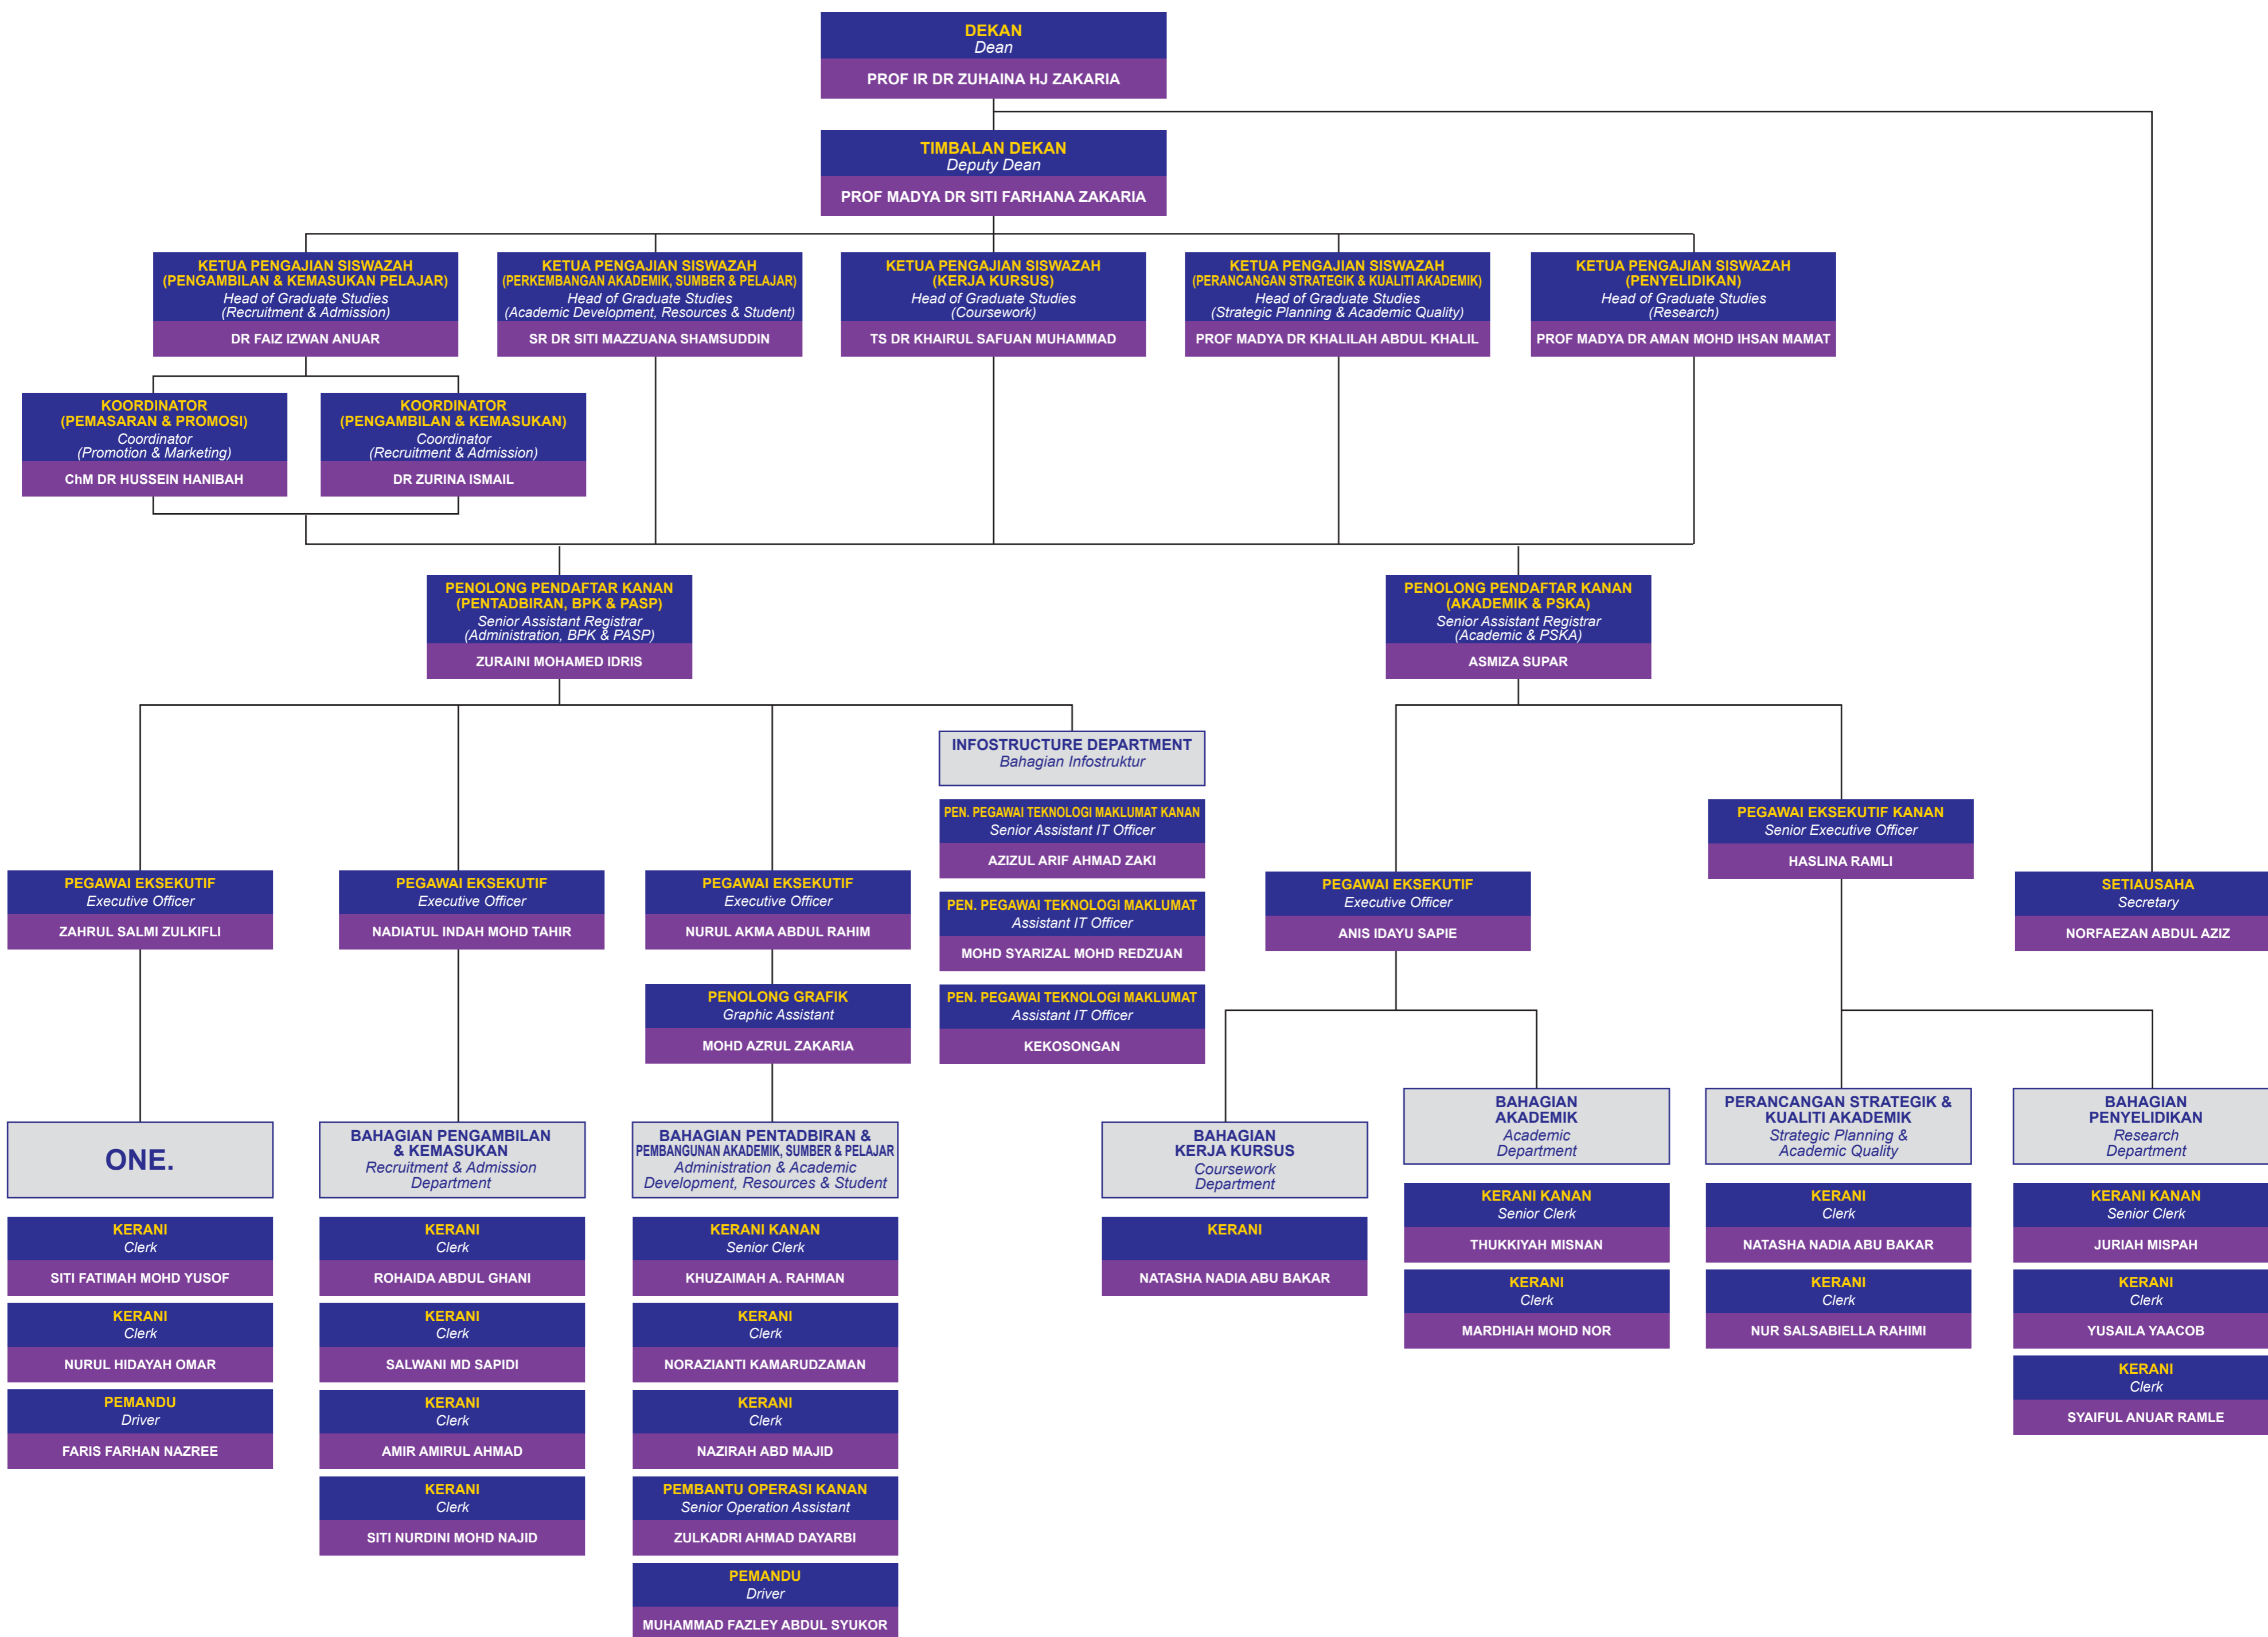 DEKAN
Dean
PROF IR DR ZUHAINA HJ ZAKARIA
TIMBALAN DEKAN
Deputy Dean
PROF MADYA DR SITI FARHANA ZAKARIA
KETUA PENGAJIAN SISWAZAH
(PENGAMBILAN & KEMASUKAN PELAJAR)
Head of Graduate Studies
(Recruitment & Admission)
DR FAIZ IZWAN ANUAR
KETUA PENGAJIAN SISWAZAH
(PERKEMBANGAN AKADEMIK, SUMBER & PELAJAR)
Head of Graduate Studies
(Academic Development, Resources & Student)
SR DR SITI MAZZUANA SHAMSUDDIN
KETUA PENGAJIAN SISWAZAH
(KERJA KURSUS)
Head of Graduate Studies
(Coursework)
TS DR KHAIRUL SAFUAN MUHAMMAD
KETUA PENGAJIAN SISWAZAH
(PERANCANGAN STRATEGIK & KUALITI AKADEMIK)
Head of Graduate Studies
(Strategic Planning & Academic Quality)
PROF MADYA DR KHALILAH ABDUL KHALIL
KETUA PENGAJIAN SISWAZAH
(PENYELIDIKAN)
Head of Graduate Studies
(Research)
PROF MADYA DR AMAN MOHD IHSAN MAMAT
KOORDINATOR
(PEMASARAN & PROMOSI)
Coordinator
(Promotion & Marketing)
ChM DR HUSSEIN HANIBAH
KOORDINATOR
(PENGAMBILAN & KEMASUKAN)
Coordinator
(Recruitment & Admission)
DR ZURINA ISMAIL
PENOLONG PENDAFTAR KANAN
(PENTADBIRAN, BPK & PASP)
Senior Assistant Registrar
(Administration, BPK & PASP)
ZURAINI MOHAMED IDRIS
PENOLONG PENDAFTAR KANAN
(AKADEMIK & PSKA)
Senior Assistant Registrar
(Academic & PSKA)
ASMIZA SUPAR
INFOSTRUCTURE DEPARTMENT
Bahagian Infostruktur
PEN. PEGAWAI TEKNOLOGI MAKLUMAT KANAN
Senior Assistant IT Officer
AZIZUL ARIF AHMAD ZAKI
PEN. PEGAWAI TEKNOLOGI MAKLUMAT
Assistant IT Officer
MOHD SYARIZAL MOHD REDZUAN
PEN. PEGAWAI TEKNOLOGI MAKLUMAT
Assistant IT Officer
KEKOSONGAN
PEGAWAI EKSEKUTIF KANAN
Senior Executive Officer
HASLINA RAMLI
PEGAWAI EKSEKUTIF
Executive Officer
ZAHRUL SALMI ZULKIFLI
PEGAWAI EKSEKUTIF
Executive Officer
NADIATUL INDAH MOHD TAHIR
PEGAWAI EKSEKUTIF
Executive Officer
NURUL AKMA ABDUL RAHIM
PEGAWAI EKSEKUTIF
Executive Officer
ANIS IDAYU SAPIE
SETIAUSAHA
Secretary
NORFAEZAN ABDUL AZIZ
PENOLONG GRAFIK
Graphic Assistant
MOHD AZRUL ZAKARIA
ONE.
KERANI
Clerk
SITI FATIMAH MOHD YUSOF
KERANI
Clerk
NURUL HIDAYAH OMAR
PEMANDU
Driver
FARIS FARHAN NAZREE
BAHAGIAN PENGAMBILAN
& KEMASUKAN
Recruitment & Admission
Department
KERANI
Clerk
ROHAIDA ABDUL GHANI
KERANI
Clerk
SALWANI MD SAPIDI
KERANI
Clerk
AMIR AMIRUL AHMAD
KERANI
Clerk
SITI NURDINI MOHD NAJID
BAHAGIAN PENTADBIRAN &
PEMBANGUNAN AKADEMIK, SUMBER & PELAJAR
Administration & Academic
Development, Resources & Student
KERANI KANAN
Senior Clerk
KHUZAIMAH A. RAHMAN
KERANI
Clerk
NORAZIANTI KAMARUDZAMAN
KERANI
Clerk
NAZIRAH ABD MAJID
PEMBANTU OPERASI KANAN
Senior Operation Assistant
ZULKADRI AHMAD DAYARBI
PEMANDU
Driver
MUHAMMAD FAZLEY ABDUL SYUKOR
BAHAGIAN
KERJA KURSUS
Coursework
Department
KERANI
NATASHA NADIA ABU BAKAR
BAHAGIAN
AKADEMIK
Academic
Department
KERANI KANAN
Senior Clerk
THUKKIYAH MISNAN
KERANI
Clerk
MARDHIAH MOHD NOR
PERANCANGAN STRATEGIK &
KUALITI AKADEMIK
Strategic Planning &
Academic Quality
KERANI
Clerk
NATASHA NADIA ABU BAKAR
KERANI
Clerk
NUR SALSABIELLA RAHIMI
BAHAGIAN
PENYELIDIKAN
Research
Department
KERANI KANAN
Senior Clerk
JURIAH MISPAH
KERANI
Clerk
YUSAILA YAACOB
KERANI
Clerk
SYAIFUL ANUAR RAMLE